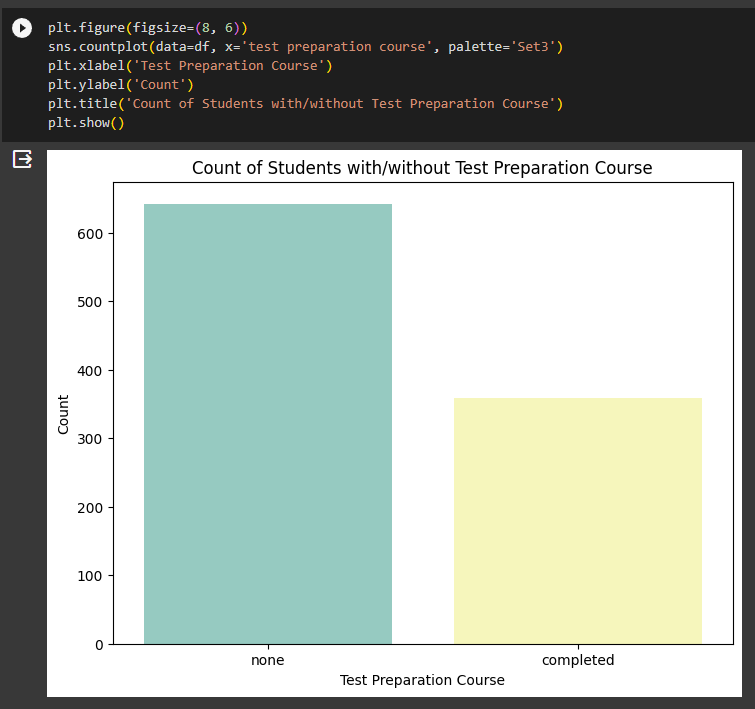 plt.figure(figsize=(8, 6))
sns.countplot(data=df, x='test preparation course', palette='Set3')
plt.xlabel('Test Preparation Course')
plt.ylabel('Count')
plt.title('Count of Students with/without Test Preparation Course')
plt.show()
Count of Students with/without Test Preparation Course
600
500
400
300
200
100
0
Count
none completed
Test Preparation Course